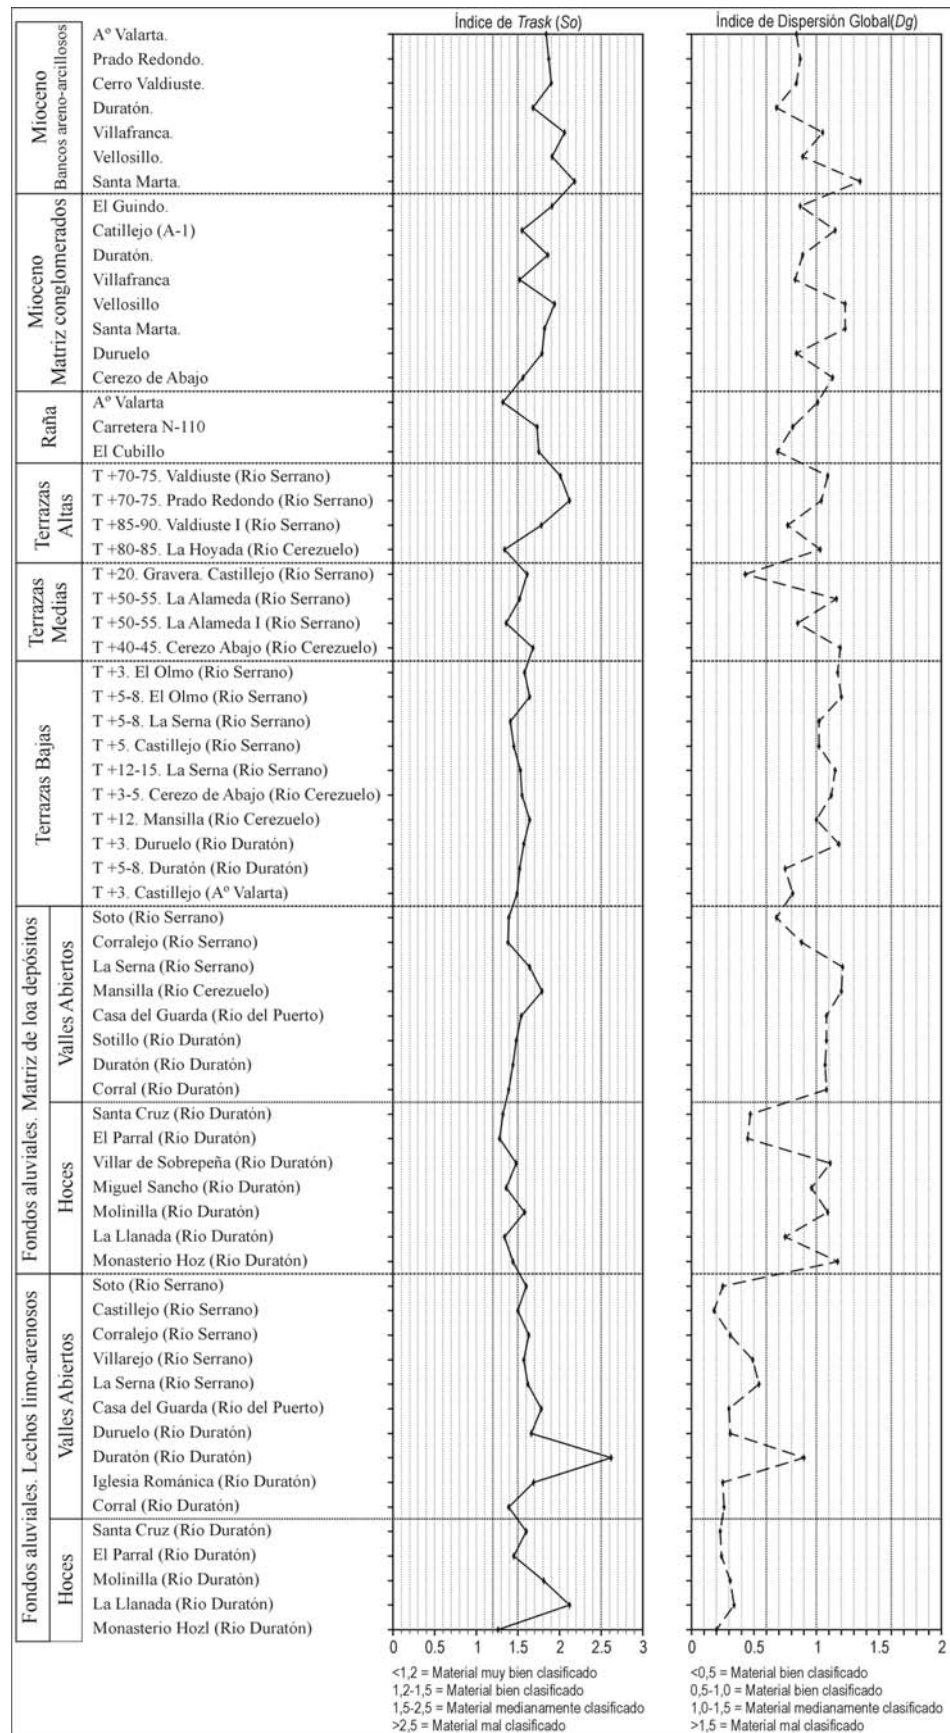 Índice de Trask (So)
Índice de Dispersión Global(Dg)
Mioceno
Bancos areno-arcillosos
Aº Valarta.
Prado Redondo.
Cerro Valdiuste.
Duratón.
Villafranca.
Vellosillo.
Santa Marta.
Mioceno
Matriz conglomerados
El Guindo.
Catillejo (A-1)
Duratón.
Villafranca
Vellosillo
Santa Marta.
Duruelo
Cerezo de Abajo
Raña
Aº Valarta
Carretera N-110
El Cubillo
Terrazas
Altas
T +70-75. Valdiuste (Río Serrano)
T +70-75. Prado Redondo (Río Serrano)
T +85-90. Valdiuste I (Río Serrano)
T +80-85. La Hoyada (Río Cerezuelo)
Terrazas
Medias
T +20. Gravera. Castillejo (Río Serrano)
T +50-55. La Alameda (Río Serrano)
T +50-55. La Alameda I (Río Serrano)
T +40-45. Cerezo Abajo (Río Cerezuelo)
Terrazas Bajas
T +3. El Olmo (Río Serrano)
T +5-8. El Olmo (Río Serrano)
T +5-8. La Serna (Río Serrano)
T +5. Castillejo (Río Serrano)
T +12-15. La Serna (Río Serrano)
T +3-5. Cerezo de Abajo (Río Cerezuelo)
T +12. Mansilla (Río Cerezuelo)
T +3. Duruelo (Río Duratón)
T +5-8. Duratón (Río Duratón)
T +3. Castillejo (Aº Valarta)
Fondos aluviales. Matriz de loa depósitos
Valles Abiertos
Soto (Río Serrano)
Corralejo (Río Serrano)
La Serna (Río Serrano)
Mansilla (Río Cerezuelo)
Casa del Guarda (Río del Puerto)
Sotillo (Río Duratón)
Duratón (Río Duratón)
Corral (Río Duratón)
Hoces
Santa Cruz (Río Duratón)
El Parral (Río Duratón)
Villar de Sobrepeña (Río Duratón)
Miguel Sancho (Río Duratón)
Molinilla (Río Duratón)
La Llanada (Río Duratón)
Monasterio Hoz (Río Duratón)
Fondos aluviales. Lechos limo-arenosos
Valles Abiertos
Soto (Río Serrano)
Castillejo (Río Serrano)
Corralejo (Río Serrano)
Villarejo (Río Serrano)
La Serna (Río Serrano)
Casa del Guarda (Río del Puerto)
Duruelo (Río Duratón)
Duratón (Río Duratón)
Iglesia Románica (Río Duratón)
Corral (Río Duratón)
Hoces
Santa Cruz (Río Duratón)
El Parral (Río Duratón)
Molinilla (Río Duratón)
La Llanada (Río Duratón)
Monasterio Hozl (Río Duratón)
0 0.5 1 1.5 2 2.5 3
0 0.5 1 1.5 2
<1,2 = Material muy bien clasificado
1,2-1,5 = Material bien clasificado
1,5-2,5 = Material medianamente clasificado
>2,5 = Material mal clasificado
<0,5 = Material bien clasificado
0,5-1,0 = Material bien clasificado
1,0-1,5 = Material medianamente clasificado
>1,5 = Material mal clasificado